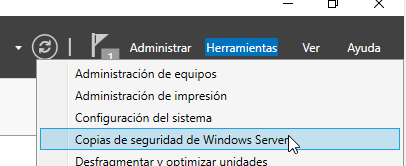 1 Administrar Herramientas Ver Ayuda
Administración de equipos
Administración de impresión
Configuración del sistema
Copias de seguridad de Windows Server
Desfragmentar y optimizar unidades